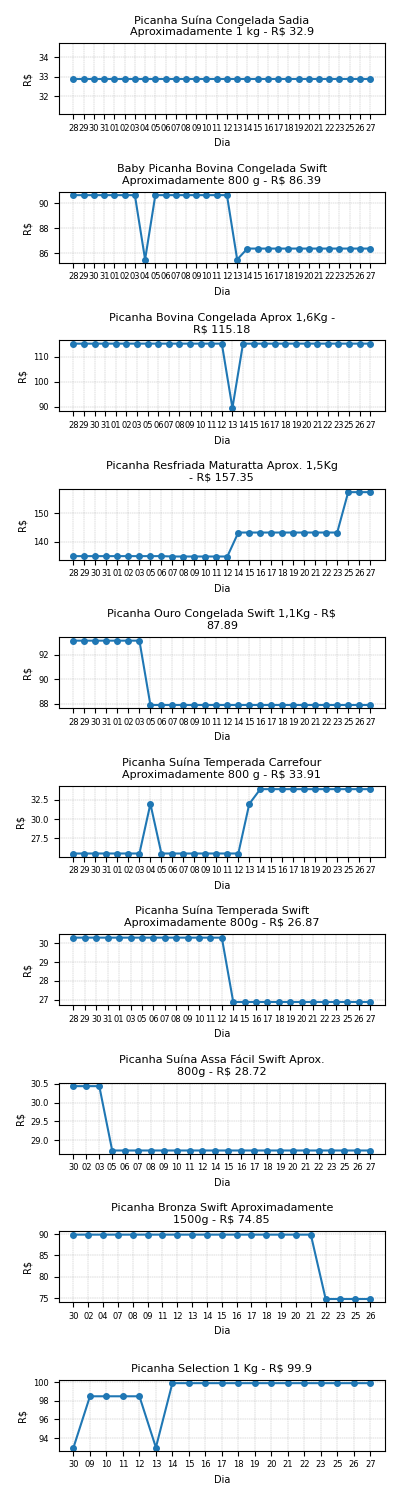 Picanha Suína Congelada Sadia
Aproximadamente 1 kg - R$ 32.9
34
33
32
R$
28 29 30 31 01 02 03 04 05 06 07 08 09 10 11 12 13 14 15 16 17 18 19 20 21 22 23 25 26 27
Dia
Baby Picanha Bovina Congelada Swift
Aproximadamente 800 g - R$ 86.39
90
88
86
R$
28 29 30 31 01 02 03 04 05 06 07 08 09 10 11 12 13 14 15 16 17 18 19 20 21 22 23 25 26 27
Dia
Picanha Bovina Congelada Aprox 1,6Kg -
R$ 115.18
110
100
90
R$
28 29 30 31 01 02 03 04 05 06 07 08 09 10 11 12 13 14 15 16 17 18 19 20 21 22 23 25 26 27
Dia
Picanha Resfriada Maturatta Aprox. 1,5Kg
- R$ 157.35
150
140
R$
28 29 30 31 01 02 03 05 06 07 08 09 10 11 12 14 15 16 17 18 19 20 21 22 23 25 26 27
Dia
Picanha Ouro Congelada Swift 1,1Kg - R$
87.89
92
90
88
R$
28 29 30 31 01 02 03 05 06 07 08 09 10 11 12 14 15 16 17 18 19 20 21 22 23 25 26 27
Dia
Picanha Suína Temperada Carrefour
Aproximadamente 800 g - R$ 33.91
32.5
30.0
27.5
R$
28 29 30 31 01 02 03 04 05 06 07 08 09 10 11 12 13 14 15 16 17 19 20 21 22 23 26 27
Dia
Picanha Suína Temperada Swift
Aproximadamente 800g - R$ 26.87
30
29
28
27
R$
28 29 30 31 01 03 05 06 07 08 09 10 11 12 14 15 16 17 18 19 20 21 22 23 25 26 27
Dia
Picanha Suína Assa Fácil Swift Aprox.
800g - R$ 28.72
30.5
30.0
29.5
29.0
R$
30 02 03 05 06 07 08 09 10 11 12 14 15 16 17 18 19 20 21 22 23 25 26 27
Dia
Picanha Bronza Swift Aproximadamente
1500g - R$ 74.85
90
85
80
75
R$
30 02 04 07 08 09 11 12 13 14 15 16 17 18 19 20 21 22 23 25 26
Dia
Picanha Selection 1 Kg - R$ 99.9
100
98
96
94
R$
30 09 10 11 12 13 14 15 16 17 18 19 20 21 22 23 25 26 27
Dia